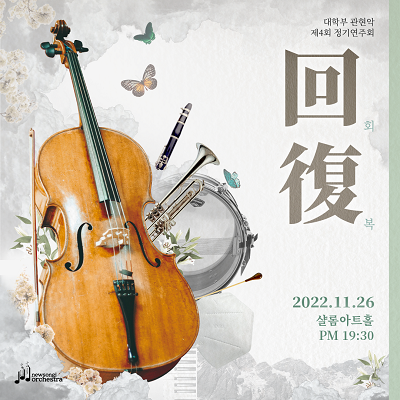 대학부 관현악
제4회 정기연주회
回
회
復
복
2022.11.26
샬롬아트홀
PM 19:30
newsong
orchestra